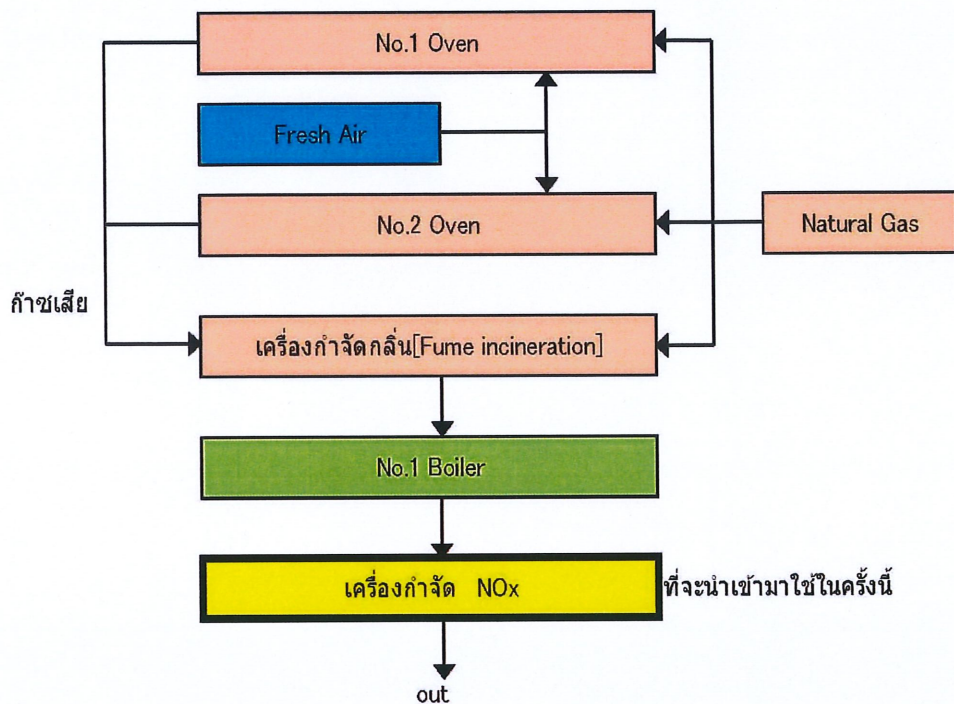 No.1 Oven
Fresh Air
No.2 Oven
Natural Gas
ก๊าซเสีย
เครื่องกำจัดกลิ่น[Fume incineration]
No.1 Boiler
เครื่องกำจัด NOx
ที่จะนำเข้ามาใช้ในครั้งนี้
out